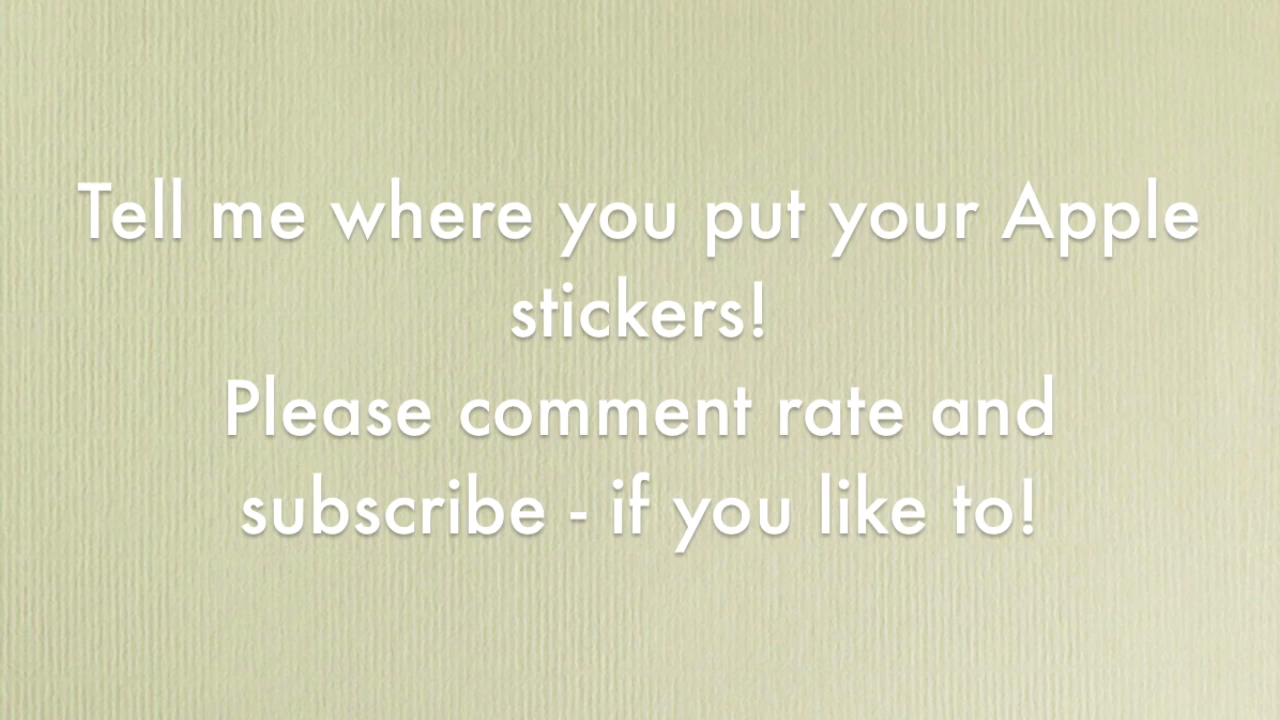 Tell me where you put your Apple
stickers!
Please comment rate and
subscribe - if you like to!